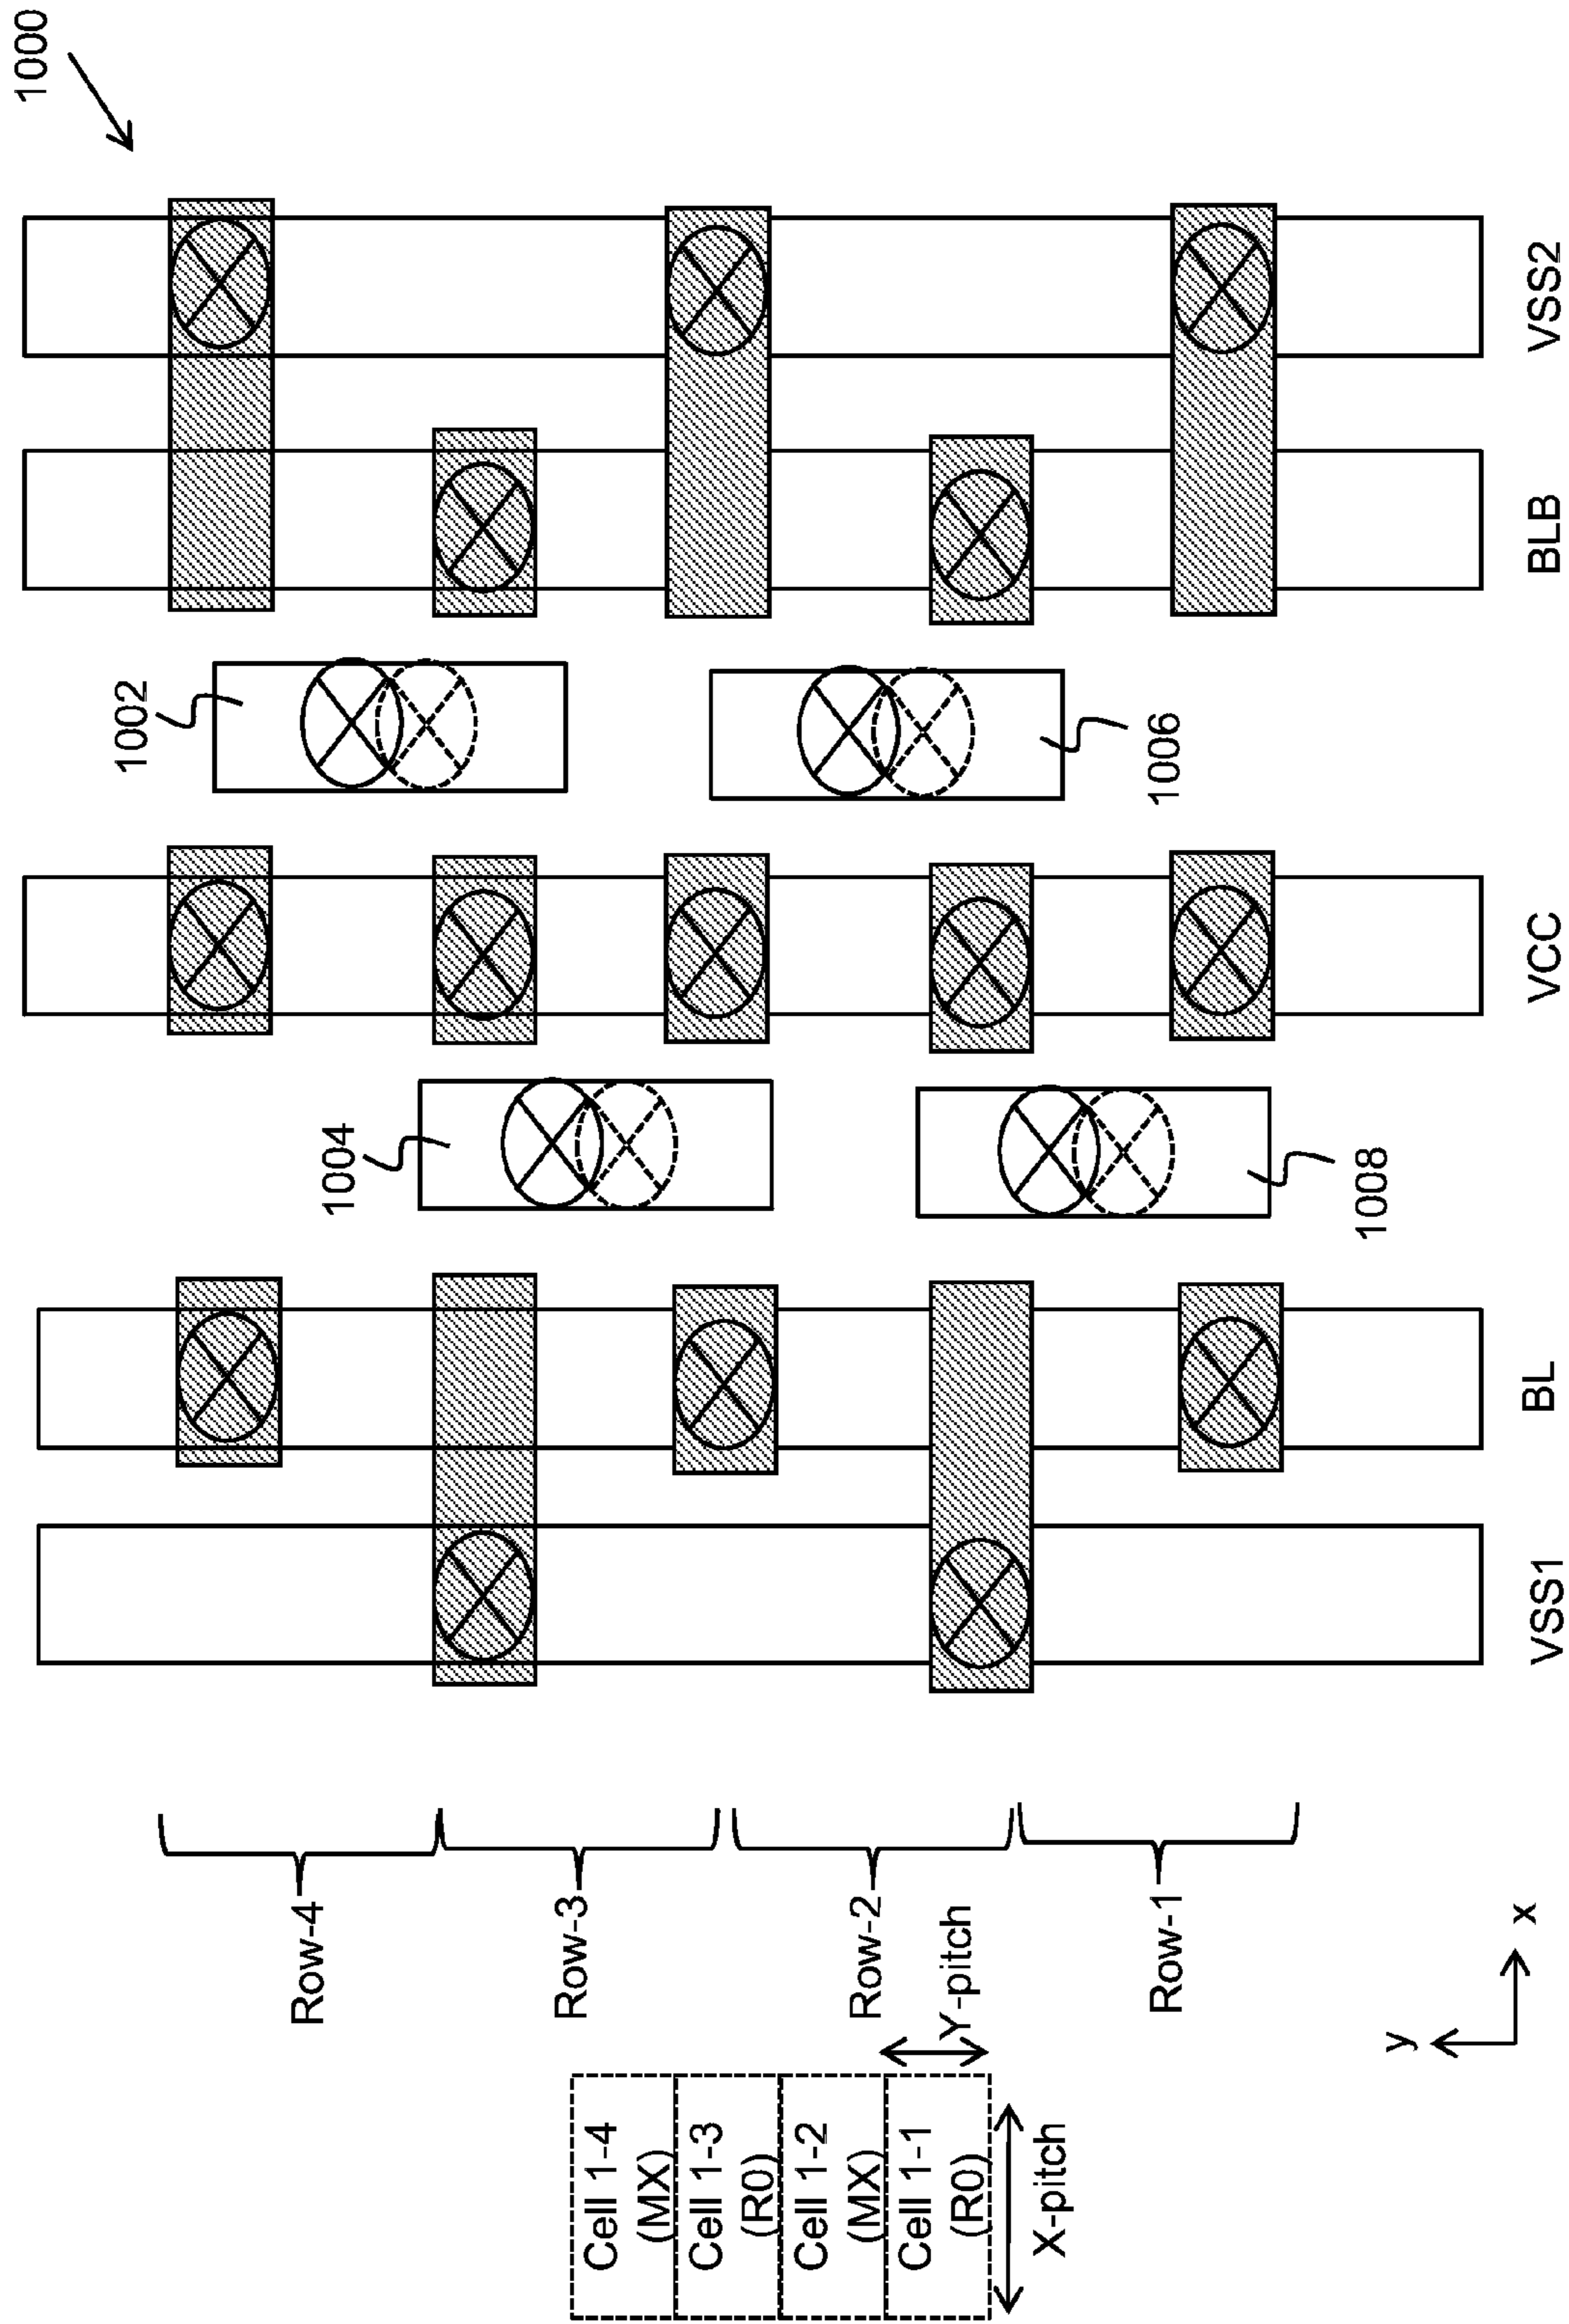 1000
1002
1006
1004
1008
VSS1
BL
VCC
BLB
VSS2
Row-4
Row-3
Row-2
Row-1
Cell 1-4
(MX)
Cell 1-3
(R0)
Cell 1-2
(MX)
Cell 1-1
(R0)
Y-pitch
X-pitch
y
x